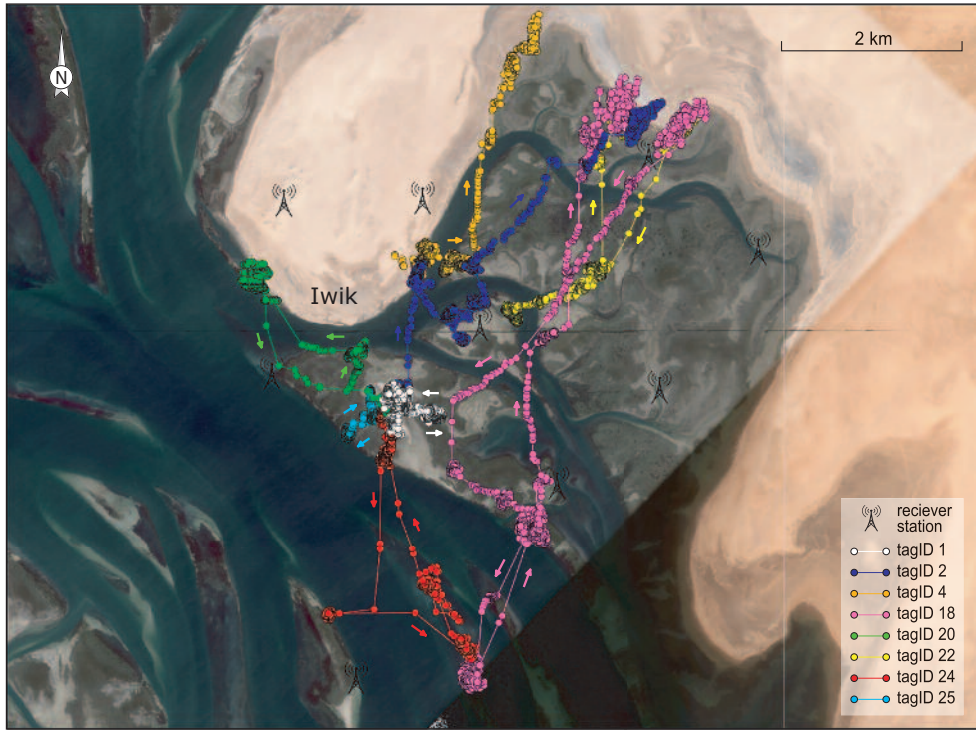 2 km
N
Iwik
reciever
station
tagID 1
tagID 2
tagID 4
tagID 18
tagID 20
tagID 22
tagID 24
tagID 25